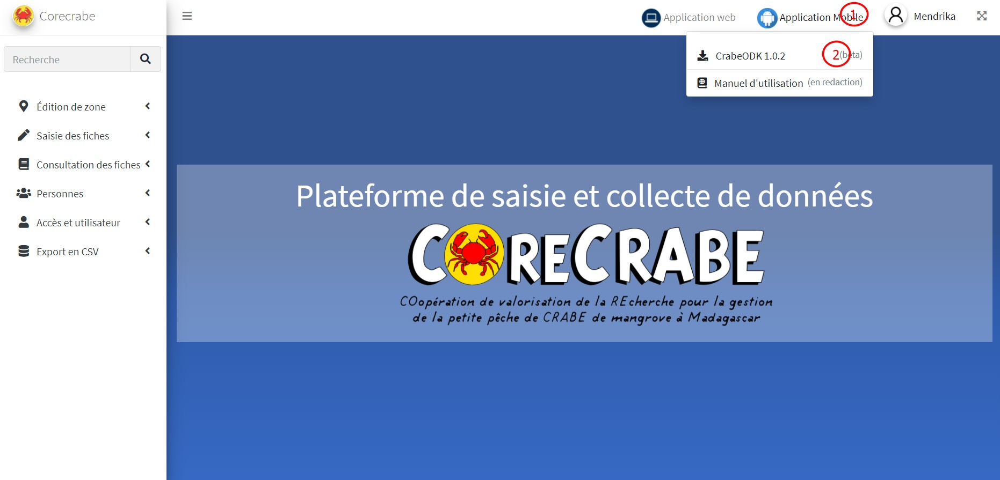 Corecrabe
Application web
Application Mobile
1
Mendrika
Recherche
CrabeODK 1.0.2
2
(beta)
Manuel d'utilisation (en redaction)
Édition de zone
Saisie des fiches
Consultation des fiches
Personnes
Accès et utilisateur
Export en CSV
Plateforme de saisie et collecte de données
CORECRABE
COopération de valorisation de la REcherche pour la gestion
de la petite pêche de CRABE de mangrove à Madagascar